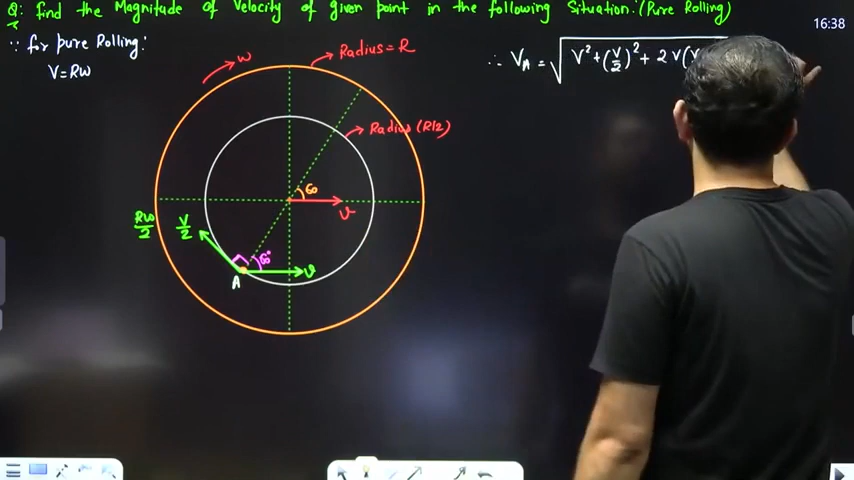 Q: find the Magnitude of Velocity of given point in the following Situation: (Pure Rolling)
16:38
∵ for pure Rolling:
V=Rω
ω
Radius=R
∴ V_A = √ V² + (V/2)² + 2 V(V
Radius (R/2)
60
v
Rω/2
V/2
60°
v
A